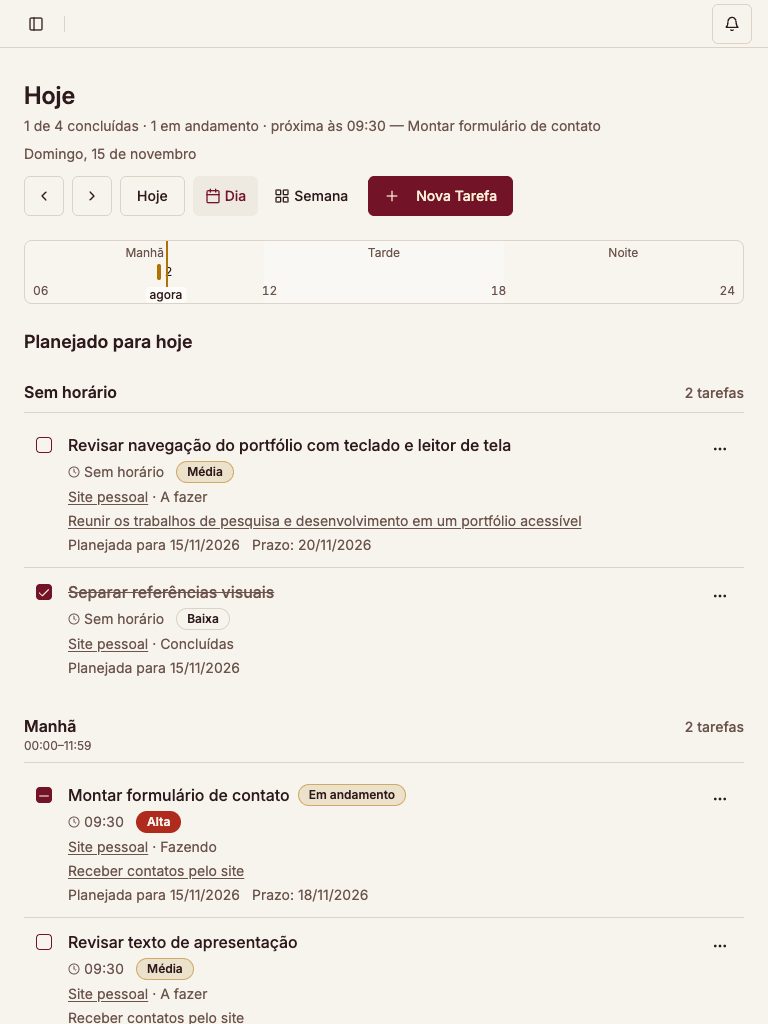 Hoje
1 de 4 concluídas · 1 em andamento · próxima às 09:30 — Montar formulário de contato
Domingo, 15 de novembro
Hoje Dia Semana + Nova Tarefa
Manhã Tarde Noite
2
06 12 18 24
agora
Planejado para hoje
Sem horário 2 tarefas
Revisar navegação do portfólio com teclado e leitor de tela
Sem horário Média
Site pessoal · A fazer
Reunir os trabalhos de pesquisa e desenvolvimento em um portfólio acessível
Planejada para 15/11/2026 Prazo: 20/11/2026
Separar referências visuais
Sem horário Baixa
Site pessoal · Concluídas
Planejada para 15/11/2026
Manhã 2 tarefas
00:00–11:59
Montar formulário de contato Em andamento
09:30 Alta
Site pessoal · Fazendo
Receber contatos pelo site
Planejada para 15/11/2026 Prazo: 18/11/2026
Revisar texto de apresentação
09:30 Média
Site pessoal · A fazer
Receber contatos pelo site